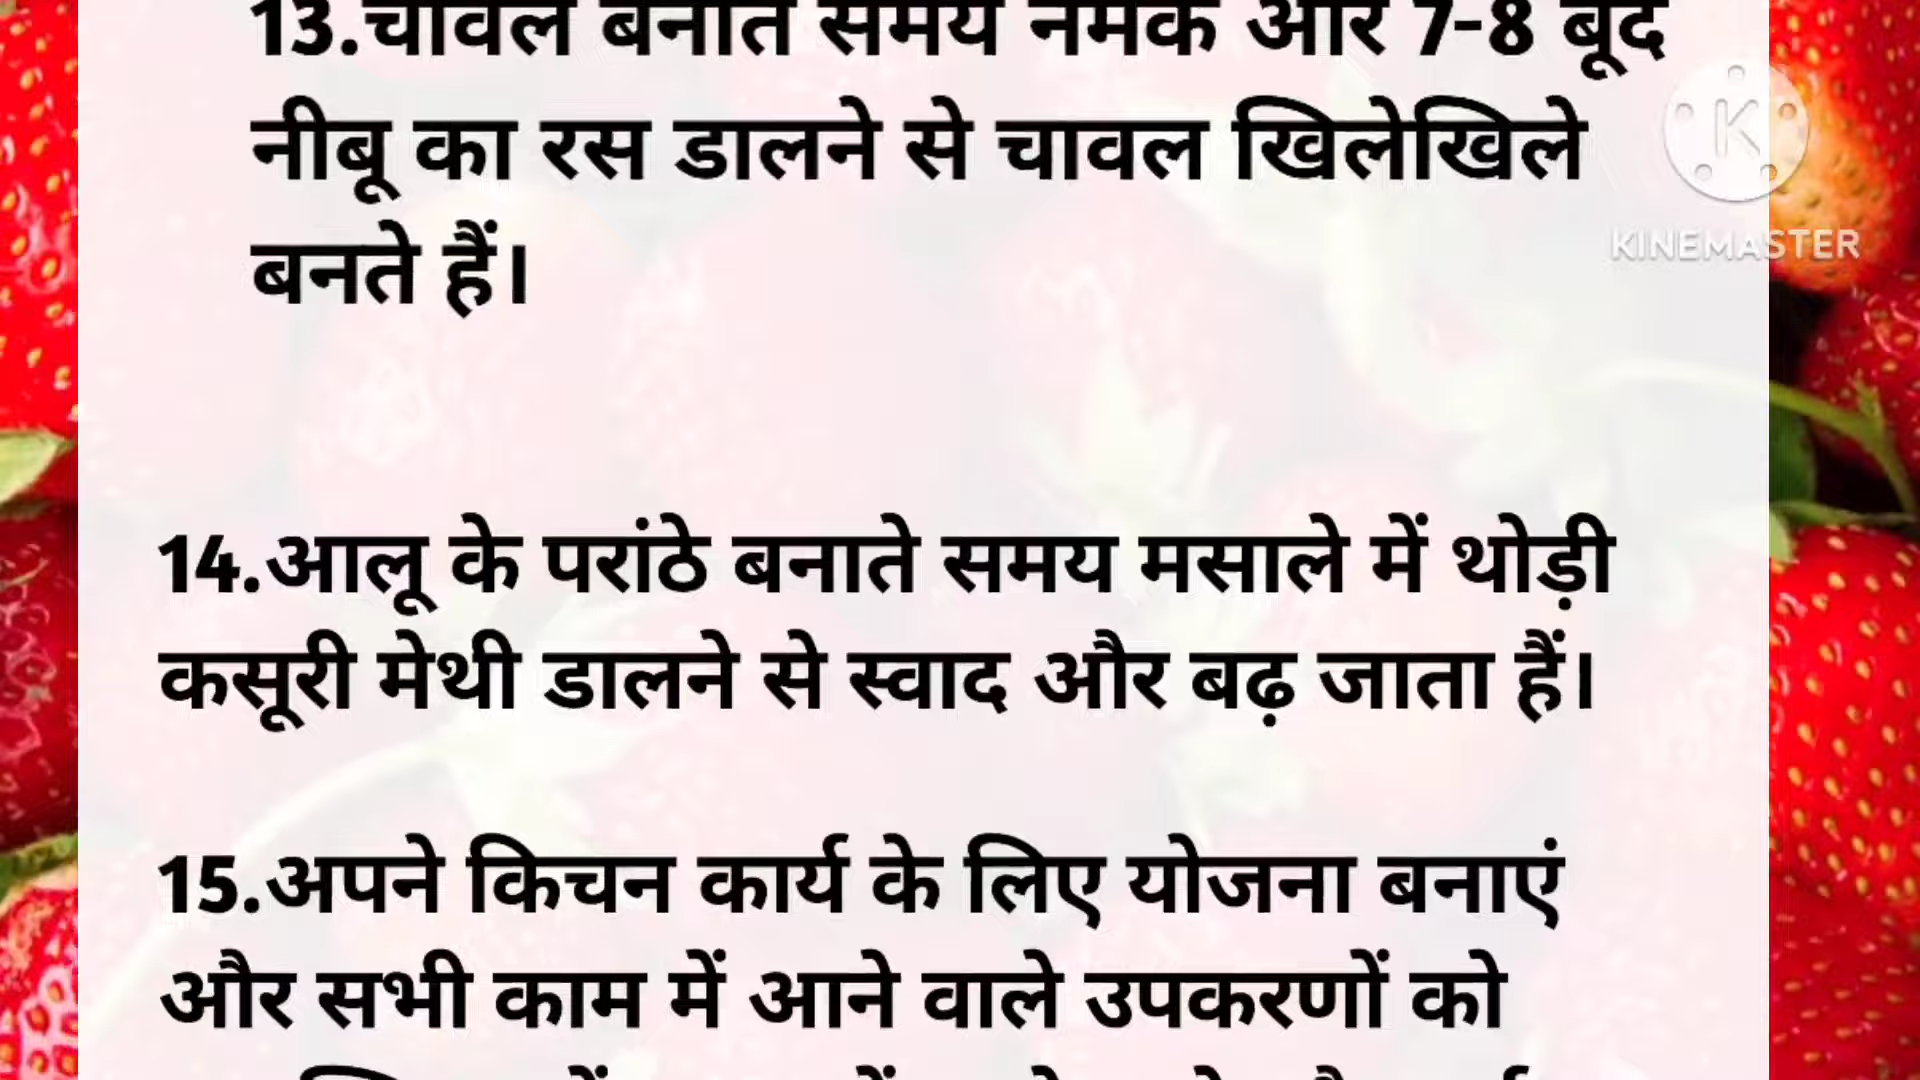 13.चावल बनाते समय नमक और 7-8 बूंद
नीबू का रस डालने से चावल खिलेखिले
बनते हैं।
KINEMASTER
14.आलू के परांठे बनाते समय मसाले में थोड़ी
कसूरी मेथी डालने से स्वाद और बढ़ जाता हैं।
15.अपने किचन कार्य के लिए योजना बनाएं
और सभी काम में आने वाले उपकरणों को